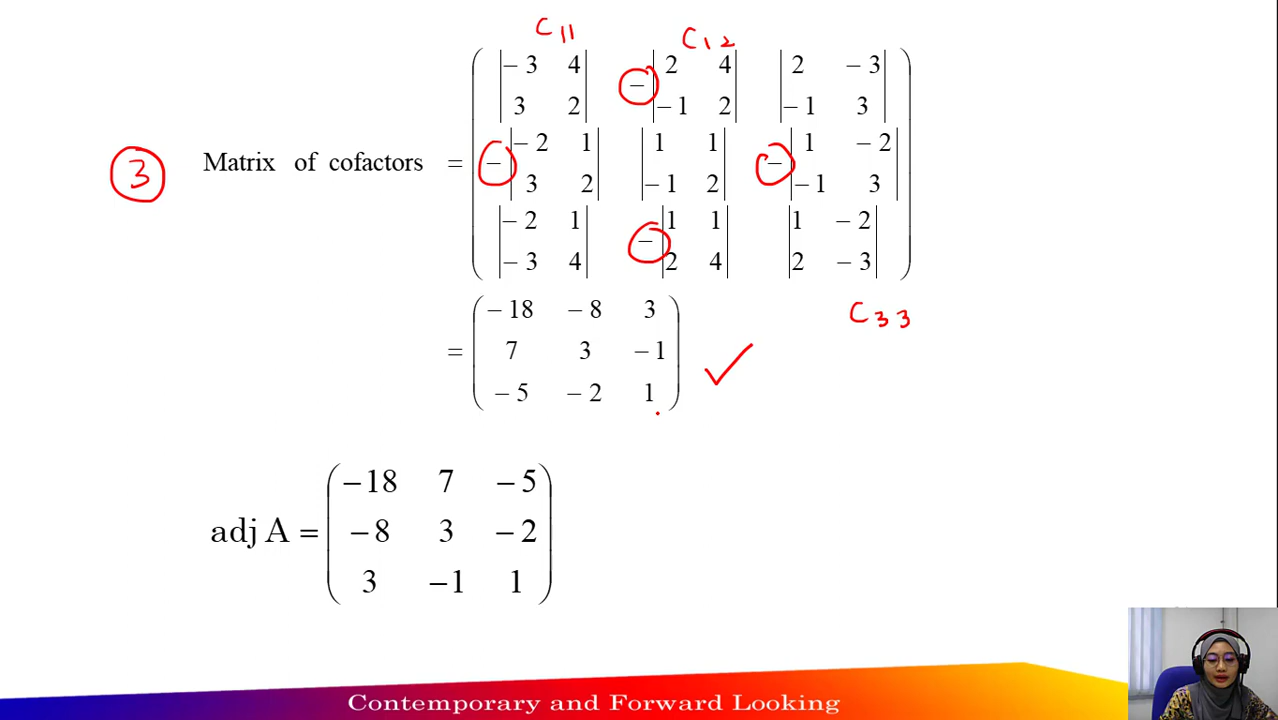 C11 C12
|−3 4| −|2 4| |2 −3|
|3 2| |−1 2| |−1 3|
−|−2 1| |1 1| −|1 −2|
③ Matrix of cofactors =
|3 2| |−1 2| |−1 3|
|−2 1| −|1 1| |1 −2|
|−3 4| |2 4| |2 −3|
−18 −8 3
C33
= 7 3 −1 ✓
−5 −2 1
−18 7 −5
adj A = −8 3 −2
3 −1 1
Contemporary and Forward Looking